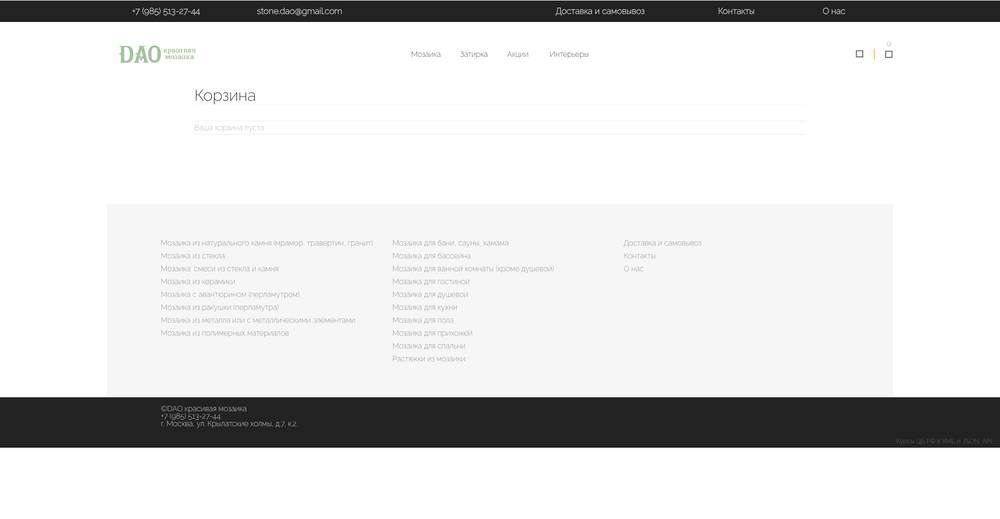 +7 (985) 513-27-44 stone.dao@gmail.com Доставка и самовывоз Контакты О нас
DAO красивая мозаика
Мозаика Затирка Акции Интерьеры
0
Корзина
Ваша корзина пуста
Мозаика из натурального камня (мрамор, травертин, гранит)
Мозаика из стекла
Мозаика: смеси из стекла и камня
Мозаика из керамики
Мозаика с авантюрином (перламутром)
Мозаика из ракушки (перламутра)
Мозаика из металла или с металлическими элементами
Мозаика из полимерных материалов
Мозаика для бани, сауны, хамама
Мозаика для бассейна
Мозаика для ванной комнаты (кроме душевой)
Мозаика для гостиной
Мозаика для душевой
Мозаика для кухни
Мозаика для пола
Мозаика для прихожей
Мозаика для спальни
Растяжки из мозаики
Доставка и самовывоз
Контакты
О нас
©DAO красивая мозаика
+7 (985) 513-27-44
г. Москва, ул. Крылатские холмы, д.7, к.2.
Курсы ЦБ РФ в XML и JSON, API